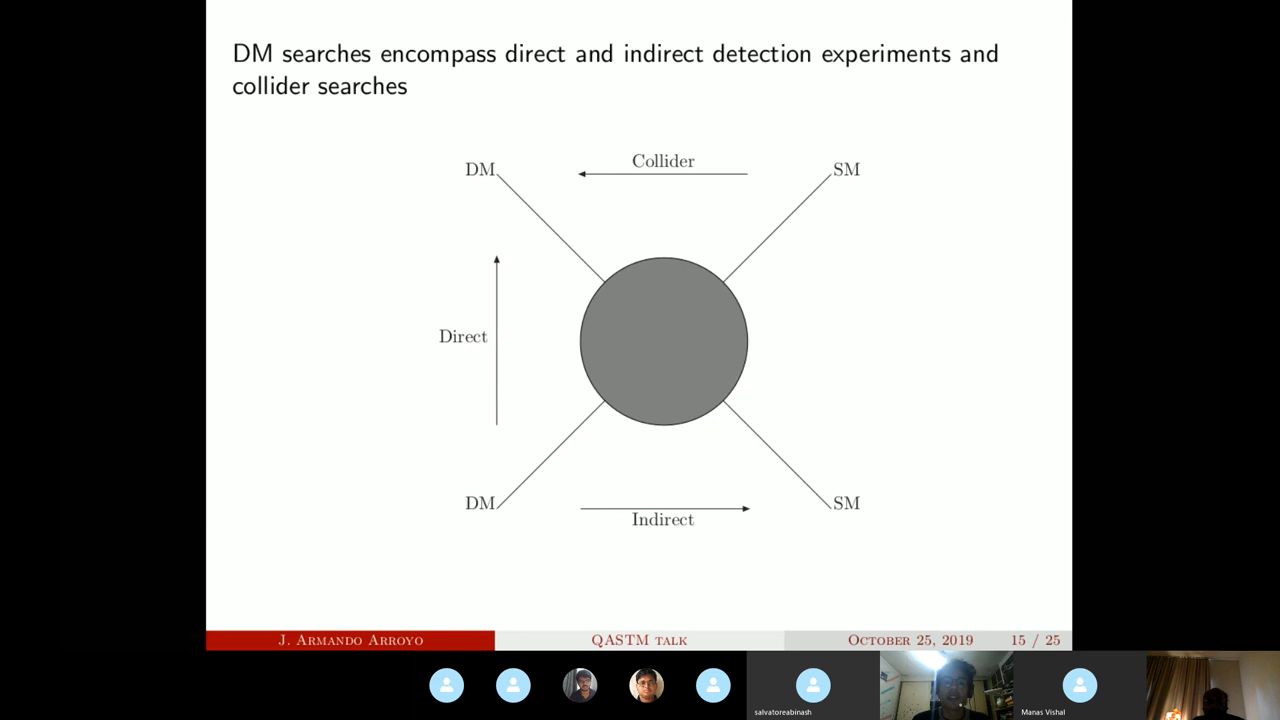 DM searches encompass direct and indirect detection experiments and
collider searches
DM
Collider
SM
Direct
DM
Indirect
SM
J. Armando Arroyo
QASTM talk
October 25, 2019
15 / 25
salvatoreabinash
Manas Vishal